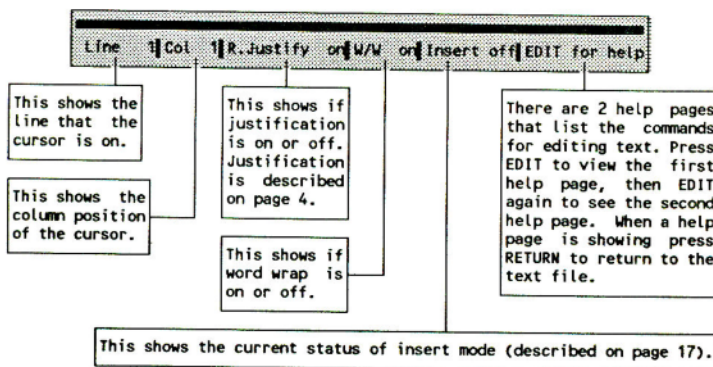 Line 1 Col 1 R.Justify on W/W on Insert off EDIT for help
This shows the
line that the
cursor is on.
This shows the
column position
of the cursor.
This shows if
justification
is on or off.
Justification
is described
on page 4.
This shows if
word wrap is
on or off.
There are 2 help pages
that list the commands
for editing text. Press
EDIT to view the first
help page, then EDIT
again to see the second
help page. When a help
page is showing press
RETURN to return to the
text file.
This shows the current status of insert mode (described on page 17).